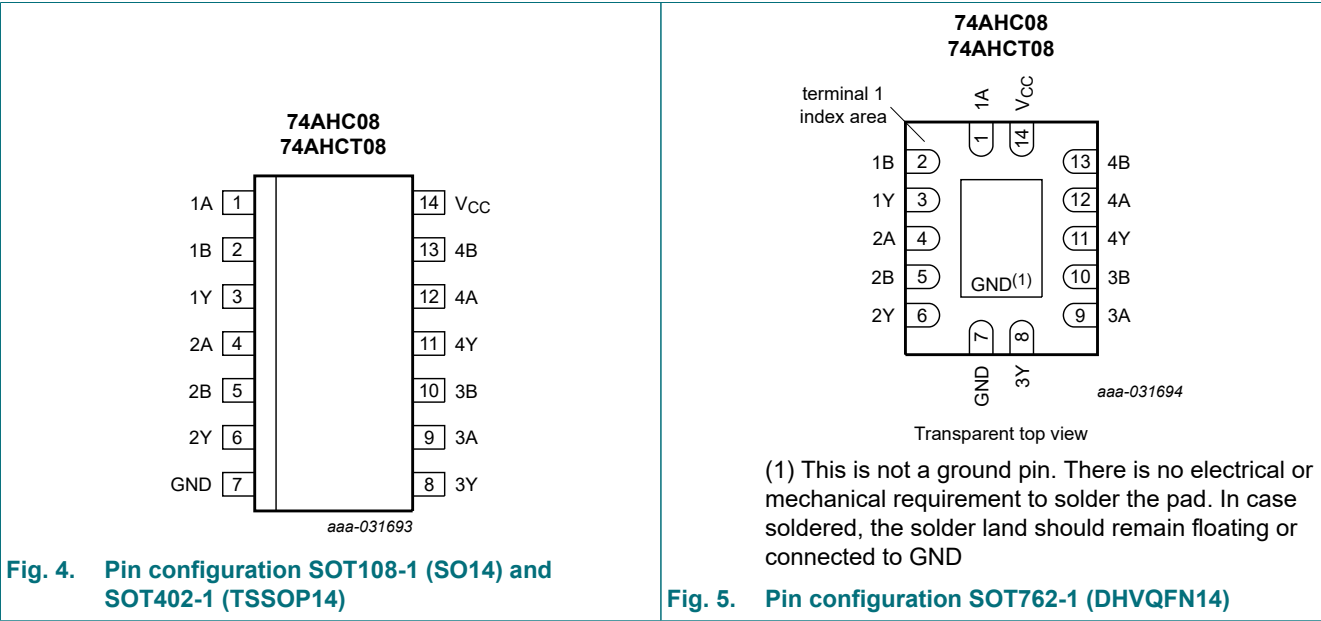 74AHC08
74AHCT08
1A 1
14 VCC
1B 2
13 4B
1Y 3
12 4A
2A 4
11 4Y
2B 5
10 3B
2Y 6
9 3A
GND 7
8 3Y
aaa-031693
Fig. 4. Pin configuration SOT108-1 (SO14) and
SOT402-1 (TSSOP14)
74AHC08
74AHCT08
terminal 1
index area
1A
VCC
1
14
1B 2
13 4B
1Y 3
12 4A
2A 4
11 4Y
2B 5
GND(1)
10 3B
2Y 6
9 3A
7
8
GND
3Y
aaa-031694
Transparent top view
(1) This is not a ground pin. There is no electrical or
mechanical requirement to solder the pad. In case
soldered, the solder land should remain floating or
connected to GND
Fig. 5. Pin configuration SOT762-1 (DHVQFN14)